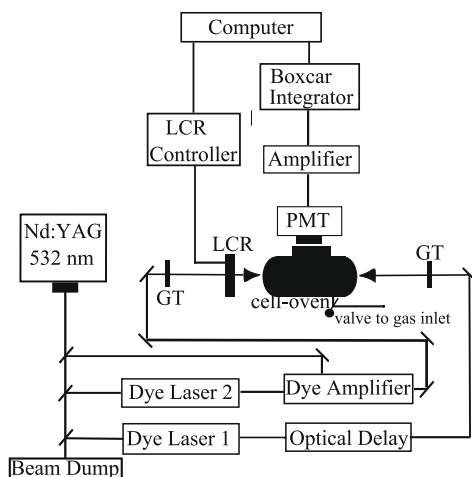 Computer
Boxcar
Integrator
LCR
Controller
Amplifier
PMT
Nd:YAG
532 nm
LCR
GT
GT
cell-oven
valve to gas inlet
Dye Laser 2
Dye Amplifier
Dye Laser 1
Optical Delay
Beam Dump